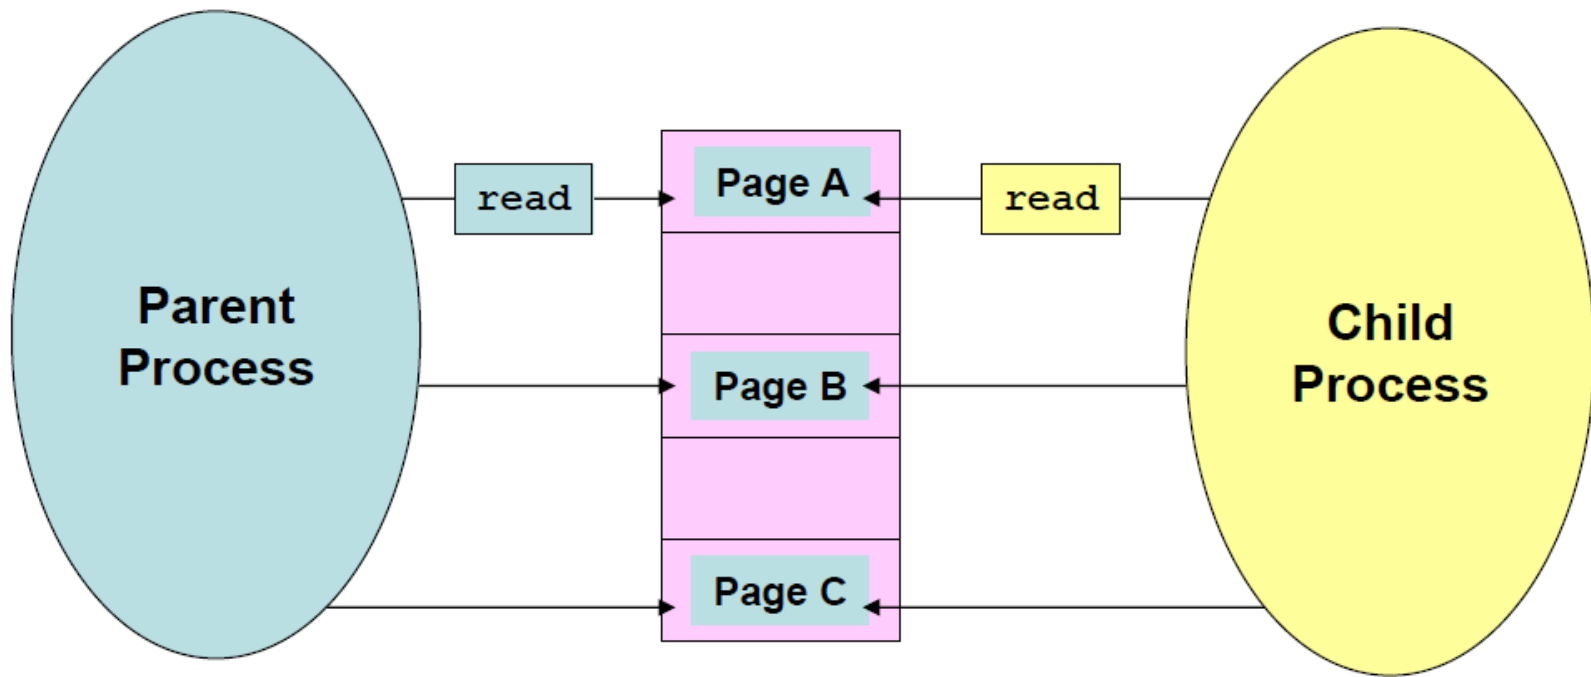 Parent
Process
read
Page A
read
Page B
Page C
Child
Process